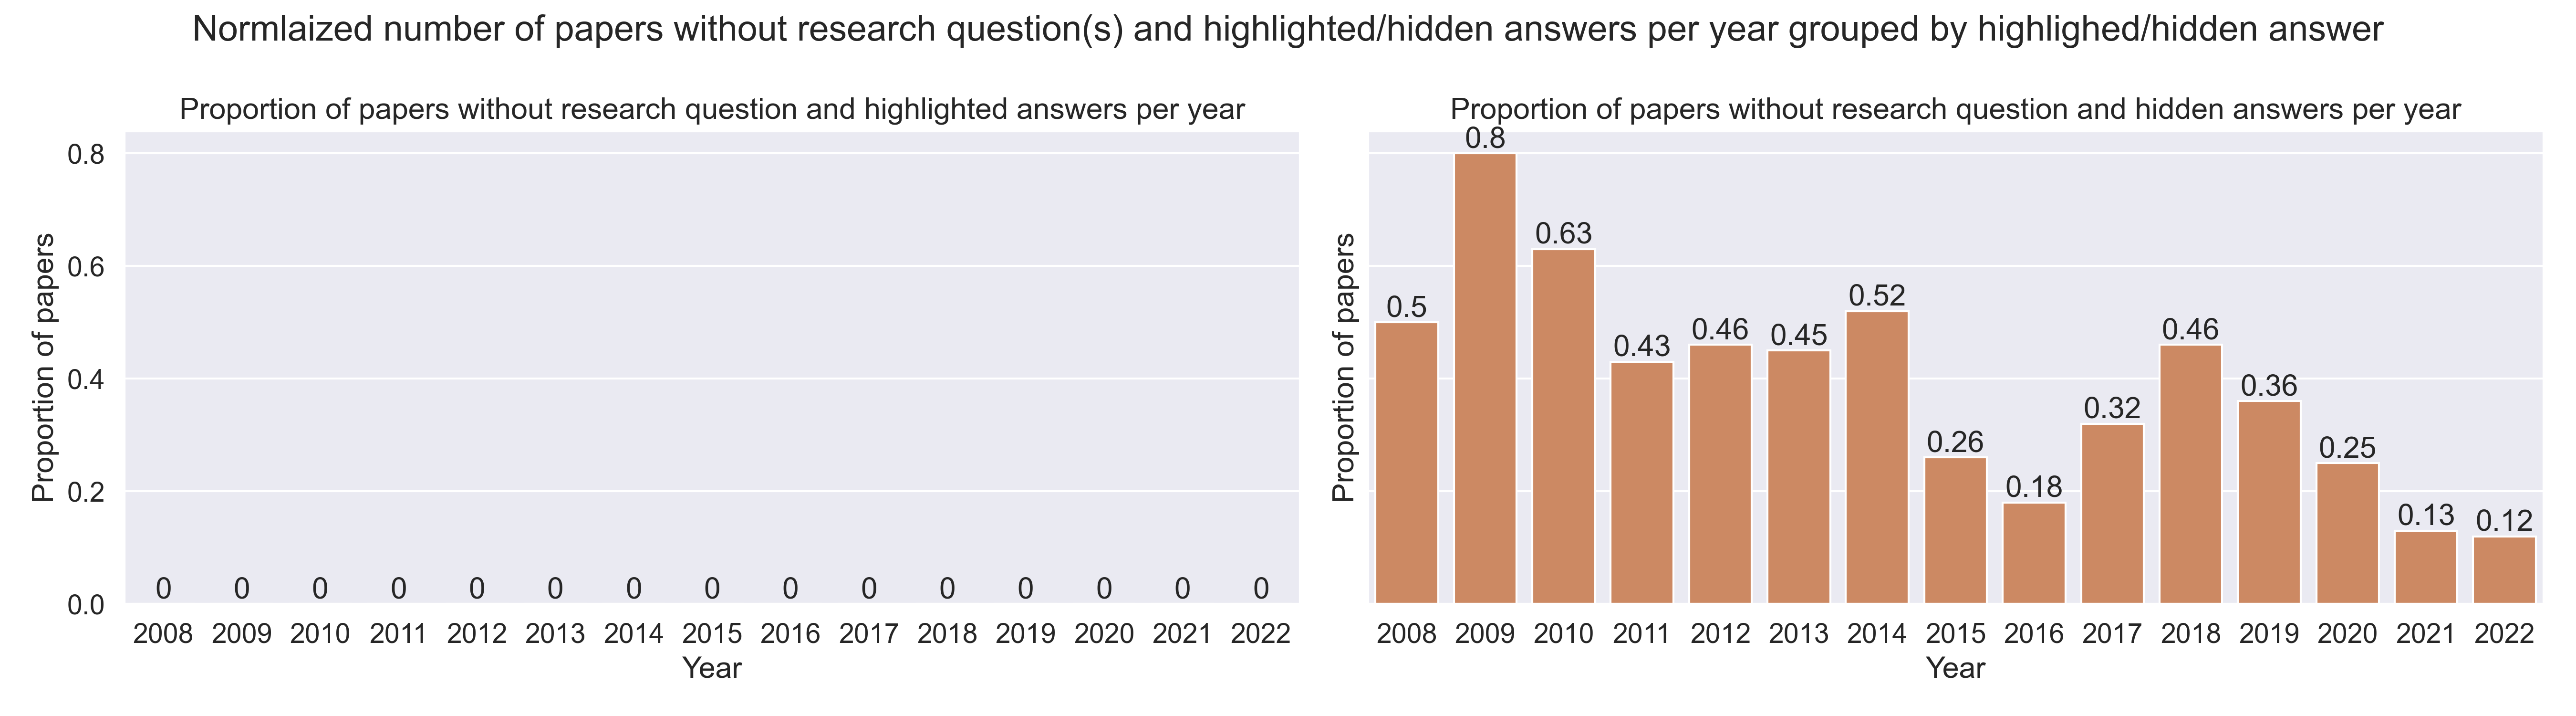 Normlaized number of papers without research question(s) and highlighted/hidden answers per year grouped by highlighed/hidden answer
Proportion of papers without research question and highlighted answers per year
Proportion of papers
0.8
0.6
0.4
0.2
0.0
0 0 0 0 0 0 0 0 0 0 0 0 0 0 0
2008 2009 2010 2011 2012 2013 2014 2015 2016 2017 2018 2019 2020 2021 2022
Year
Proportion of papers without research question and hidden answers per year
Proportion of papers
0.5 0.8 0.63 0.43 0.46 0.45 0.52 0.26 0.18 0.32 0.46 0.36 0.25 0.13 0.12
2008 2009 2010 2011 2012 2013 2014 2015 2016 2017 2018 2019 2020 2021 2022
Year